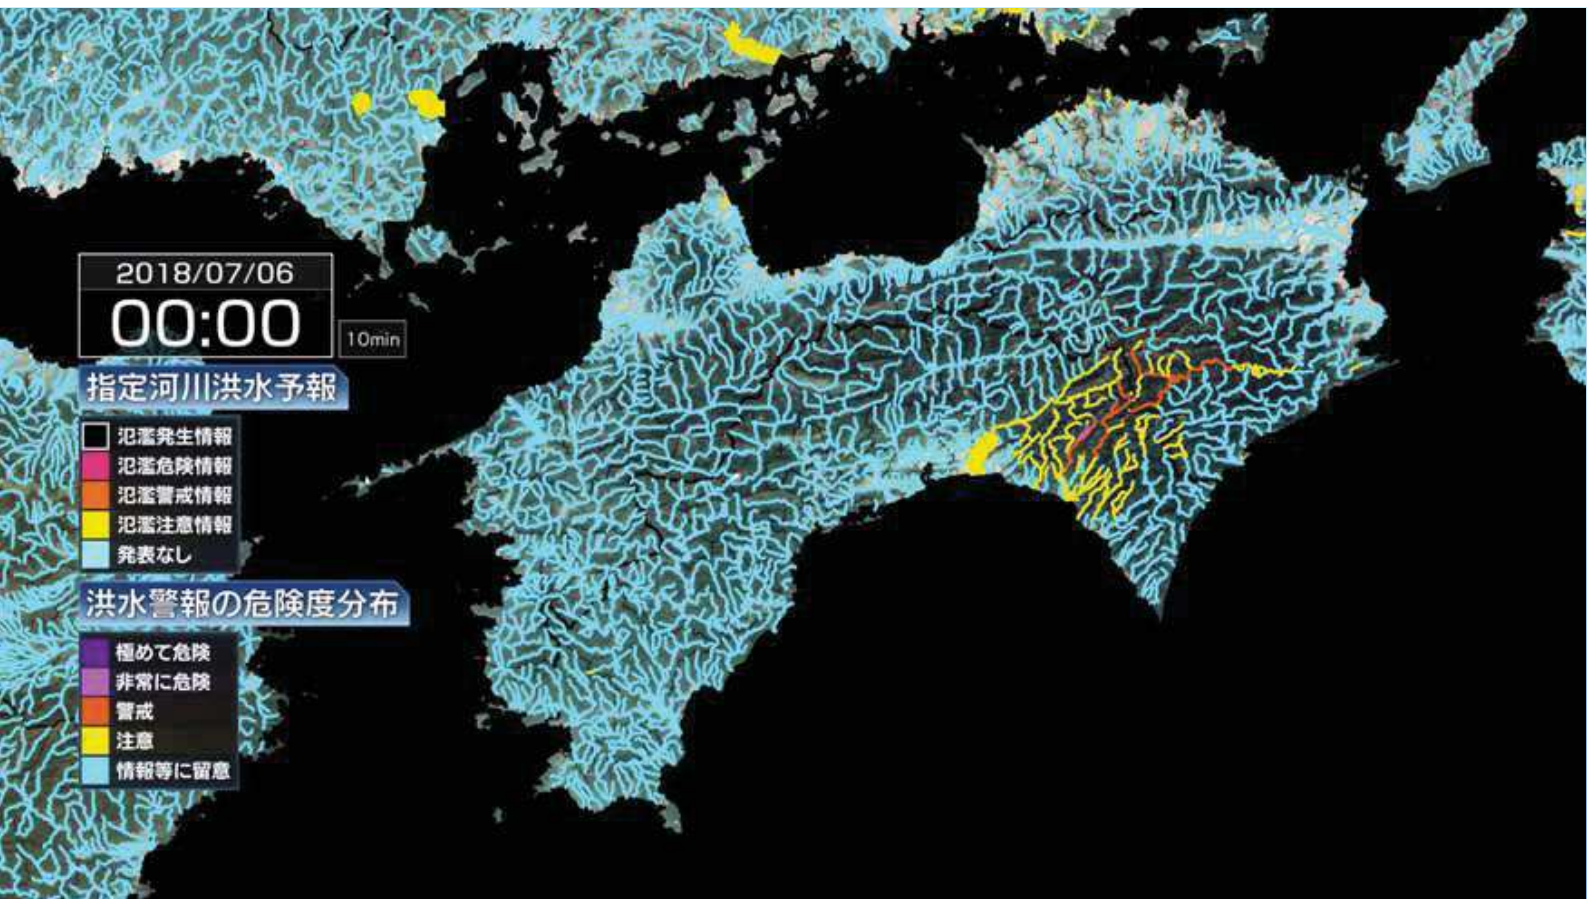 2018/07/06
00:00
10min
指定河川洪水予報
氾濫発生情報
氾濫危険情報
氾濫警戒情報
氾濫注意情報
発表なし
洪水警報の危険度分布
極めて危険
非常に危険
警戒
注意
情報等に留意